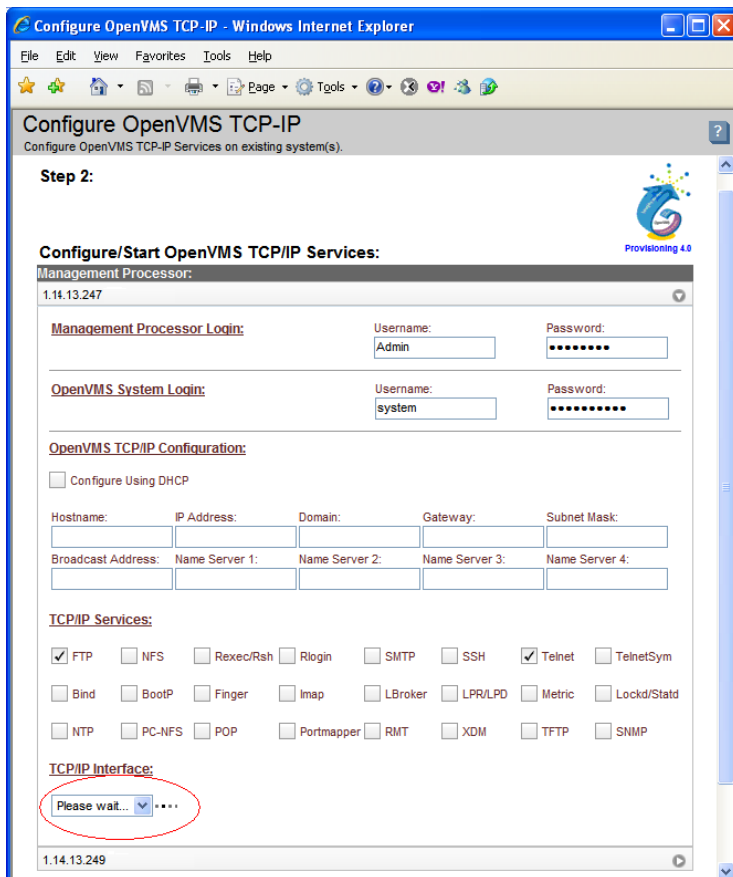 Configure OpenVMS TCP-IP - Windows Internet Explorer
File Edit View Favorites Tools Help
Page Tools
Configure OpenVMS TCP-IP
Configure OpenVMS TCP-IP Services on existing system(s).
Step 2:
Provisioning 4.0
Configure/Start OpenVMS TCP/IP Services:
Management Processor:
1.14.13.247
Management Processor Login: Username: Password:
Admin ••••••••
OpenVMS System Login: Username: Password:
system ••••••••••
OpenVMS TCP/IP Configuration:
Configure Using DHCP
Hostname: IP Address: Domain: Gateway: Subnet Mask:
Broadcast Address: Name Server 1: Name Server 2: Name Server 3: Name Server 4:
TCP/IP Services:
FTP NFS Rexec/Rsh Rlogin SMTP SSH Telnet TelnetSym
Bind BootP Finger Imap LBroker LPR/LPD Metric Lockd/Statd
NTP PC-NFS POP Portmapper RMT XDM TFTP SNMP
TCP/IP Interface:
Please wait...
1.14.13.249